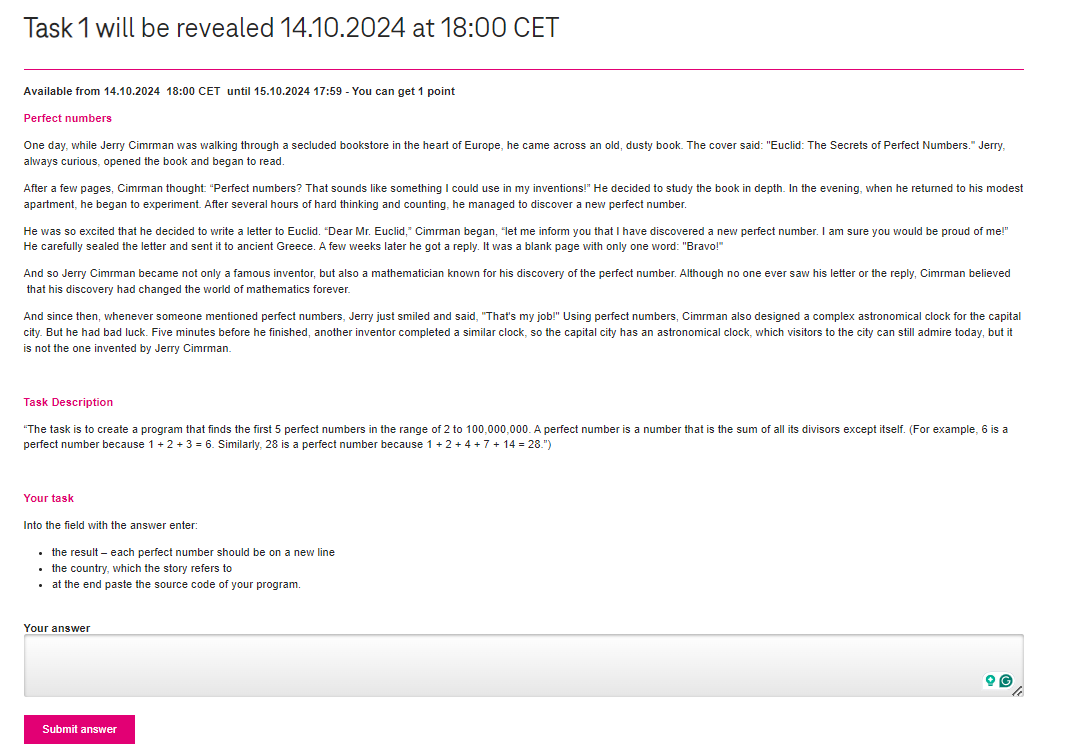 Task 1 will be revealed 14.10.2024 at 18:00 CET
Available from 14.10.2024  18:00 CET  until 15.10.2024 17:59 - You can get 1 point
Perfect numbers
One day, while Jerry Cimrman was walking through a secluded bookstore in the heart of Europe, he came across an old, dusty book. The cover said: "Euclid: The Secrets of Perfect Numbers." Jerry,
always curious, opened the book and began to read.
After a few pages, Cimrman thought: “Perfect numbers? That sounds like something I could use in my inventions!” He decided to study the book in depth. In the evening, when he returned to his modest
apartment, he began to experiment. After several hours of hard thinking and counting, he managed to discover a new perfect number.
He was so excited that he decided to write a letter to Euclid. “Dear Mr. Euclid,” Cimrman began, “let me inform you that I have discovered a new perfect number. I am sure you would be proud of me!”
He carefully sealed the letter and sent it to ancient Greece. A few weeks later he got a reply. It was a blank page with only one word: "Bravo!"
And so Jerry Cimrman became not only a famous inventor, but also a mathematician known for his discovery of the perfect number. Although no one ever saw his letter or the reply, Cimrman believed
that his discovery had changed the world of mathematics forever.
And since then, whenever someone mentioned perfect numbers, Jerry just smiled and said, "That's my job!" Using perfect numbers, Cimrman also designed a complex astronomical clock for the capital
city. But he had bad luck. Five minutes before he finished, another inventor completed a similar clock, so the capital city has an astronomical clock, which visitors to the city can still admire today, but it
is not the one invented by Jerry Cimrman.
Task Description
“The task is to create a program that finds the first 5 perfect numbers in the range of 2 to 100,000,000. A perfect number is a number that is the sum of all its divisors except itself. (For example, 6 is a
perfect number because 1 + 2 + 3 = 6. Similarly, 28 is a perfect number because 1 + 2 + 4 + 7 + 14 = 28.”)
Your task
Into the field with the answer enter:
• the result – each perfect number should be on a new line
• the country, which the story refers to
• at the end paste the source code of your program.
Your answer
Submit answer